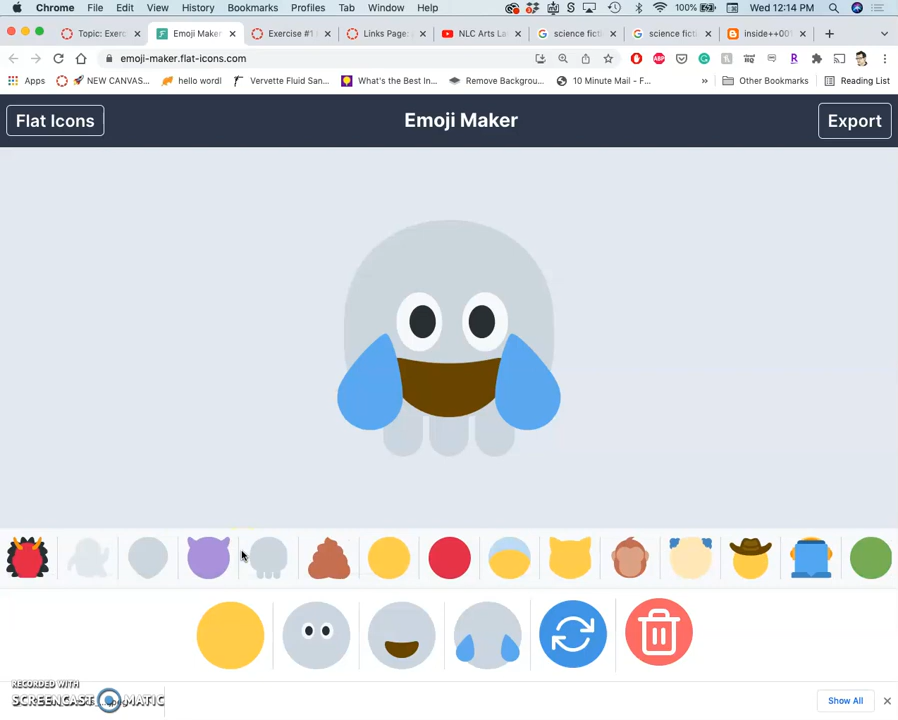 Chrome File Edit View History Bookmarks Profiles Tab Window Help 100% Wed 12:14 PM
Topic: Exerc Emoji Maker Exercise #1 Links Page: NLC Arts La science ficti science ficti inside++00
emoji-maker.flat-icons.com
Apps NEW CANVAS... hello wordl Vervette Fluid San... What's the Best In... Remove Backgrou... 10 Minute Mail - F... » Other Bookmarks Reading List
Flat Icons Emoji Maker Export
RECORDED WITH
SCREENCAST MATIC
Show All